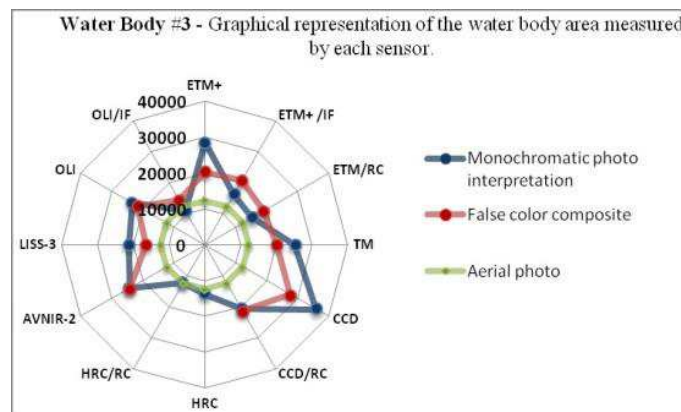 Water Body #3 - Graphical representation of the water body area measured
by each sensor.
ETM+
ETM+ /IF
ETM/RC
TM
CCD
CCD/RC
HRC
HRC/RC
AVNIR-2
LISS-3
OLI
OLI/IF
40000
30000
20000
10000
0
Monochromatic photo
interpretation
False color composite
Aerial photo